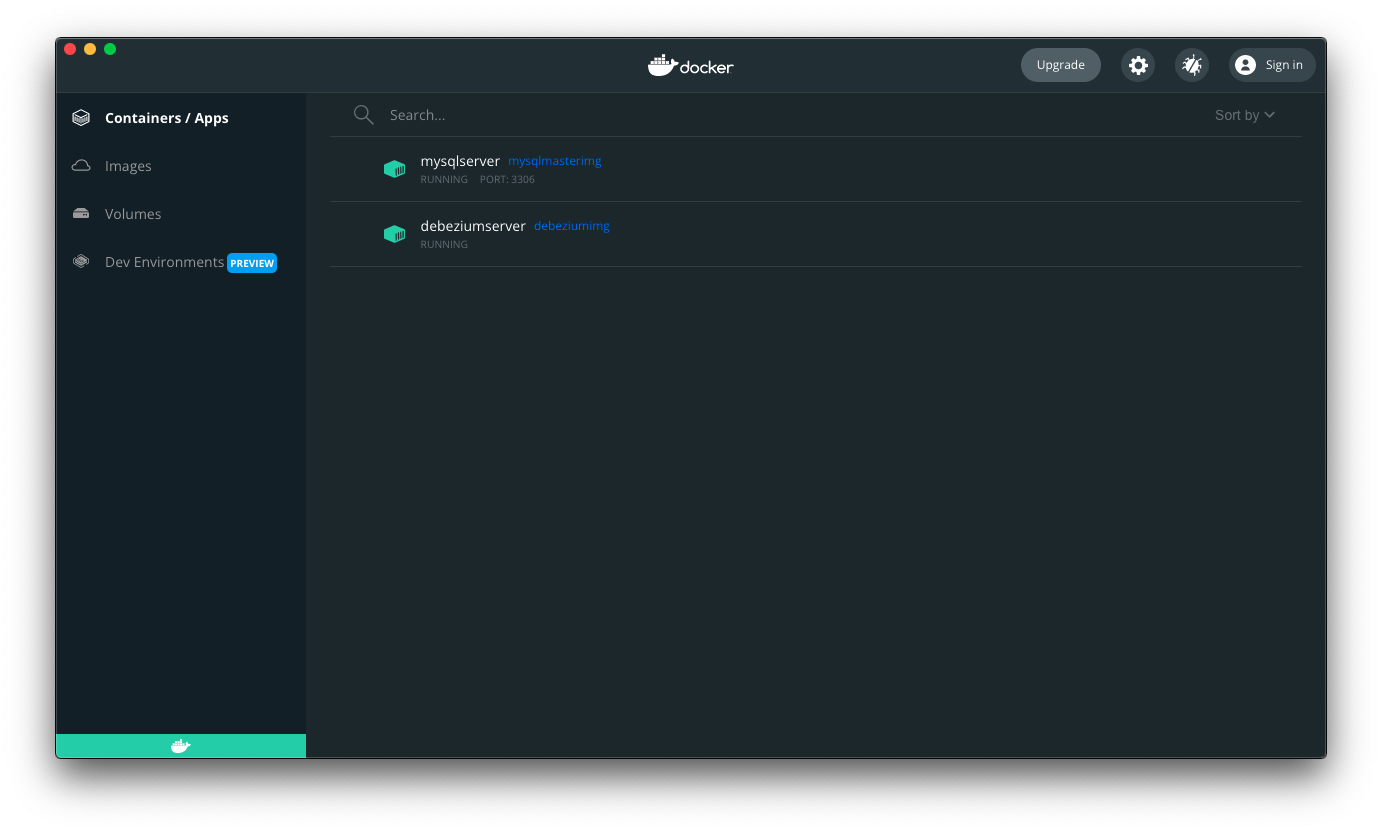 docker
Upgrade
Sign in
Containers / Apps
Images
Volumes
Dev Environments PREVIEW
Search...
Sort by
mysqlserver mysqlmasterimg
RUNNING PORT: 3306
debeziumserver debeziumimg
RUNNING